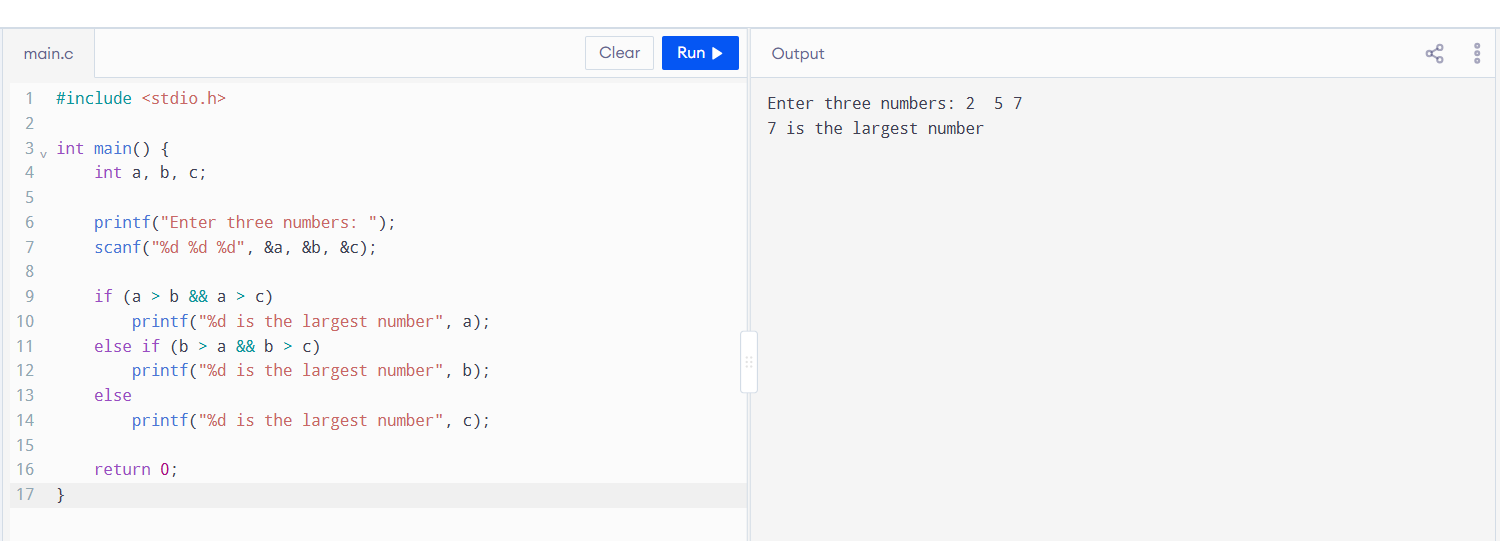 main.c
Clear
Run
1 #include <stdio.h>
2
3 int main() {
4     int a, b, c;
5
6     printf("Enter three numbers: ");
7     scanf("%d %d %d", &a, &b, &c);
8
9     if (a > b && a > c)
10         printf("%d is the largest number", a);
11     else if (b > a && b > c)
12         printf("%d is the largest number", b);
13     else
14         printf("%d is the largest number", c);
15
16     return 0;
17 }
Output
Enter three numbers: 2  5 7
7 is the largest number